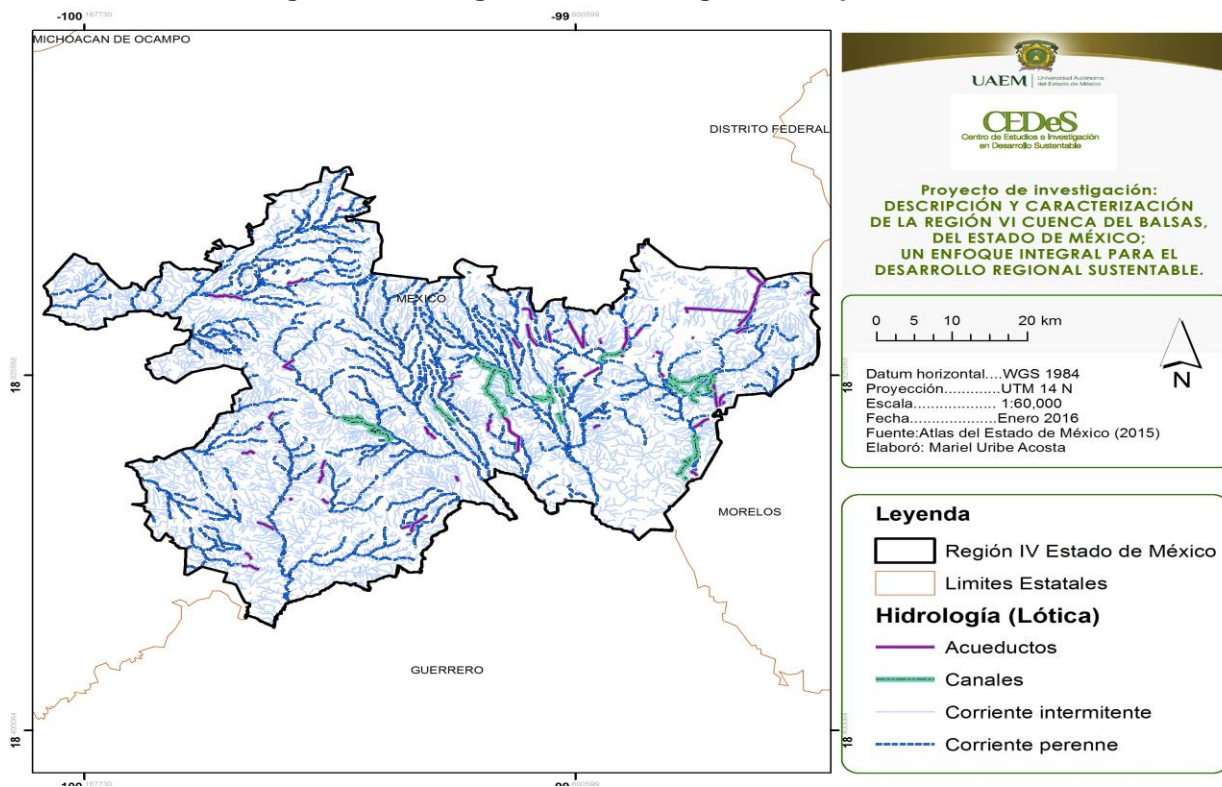 -100
-99
MICHOACAN DE OCAMPO
DISTRITO FEDERAL
MEXICO
MORELOS
GUERRERO
18
18
18
18
-100
-99
UAEM
Universidad Autónoma
del Estado de México
CEDeS
Centro de Estudios e Investigación
en Desarrollo Sustentable
Proyecto de investigación:
DESCRIPCIÓN Y CARACTERIZACIÓN
DE LA REGIÓN VI CUENCA DEL BALSAS,
DEL ESTADO DE MÉXICO;
UN ENFOQUE INTEGRAL PARA EL
DESARROLLO REGIONAL SUSTENTABLE.
0 5 10 20 km
N
Datum horizontal....WGS 1984
Proyección............UTM 14 N
Escala................... 1:60,000
Fecha....................Enero 2016
Fuente:Atlas del Estado de México (2015)
Elaboró: Mariel Uribe Acosta
Leyenda
Región IV Estado de México
Limites Estatales
Hidrología (Lótica)
Acueductos
Canales
Corriente intermitente
Corriente perenne